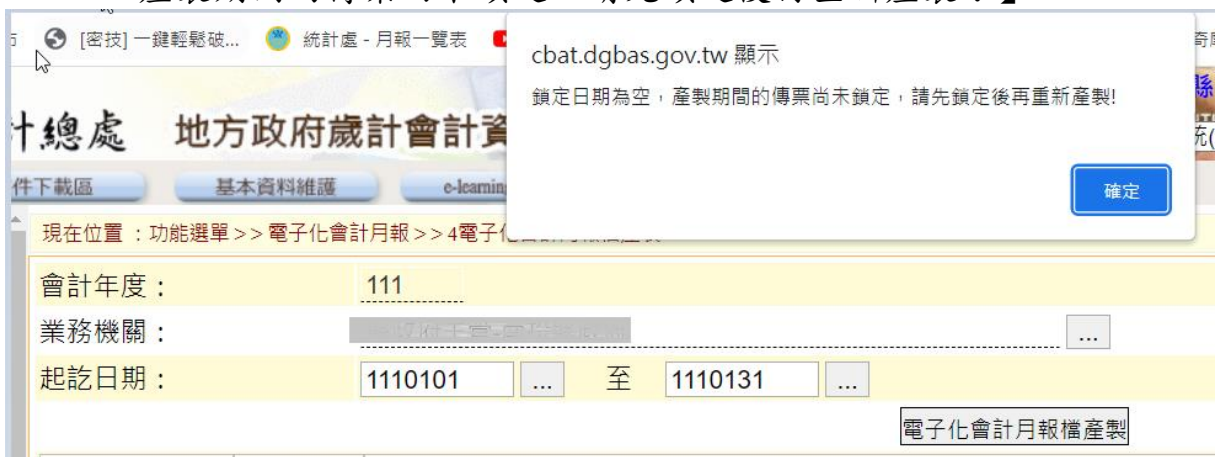 [密技] 一鍵輕鬆破... 統計處 - 月報一覽表
cbat.dgbas.gov.tw 顯示
鎖定日期為空，產製期間的傳票尚未鎖定，請先鎖定後再重新產製!
確定
計總處 地方政府歲計會計資
件下載區 基本資料維護 e-learning
現在位置 ：功能選單>>電子化會計月報>>4電子化
會計年度： 111
業務機關： ...
起訖日期： 1110101 ... 至 1110131 ...
電子化會計月報檔產製